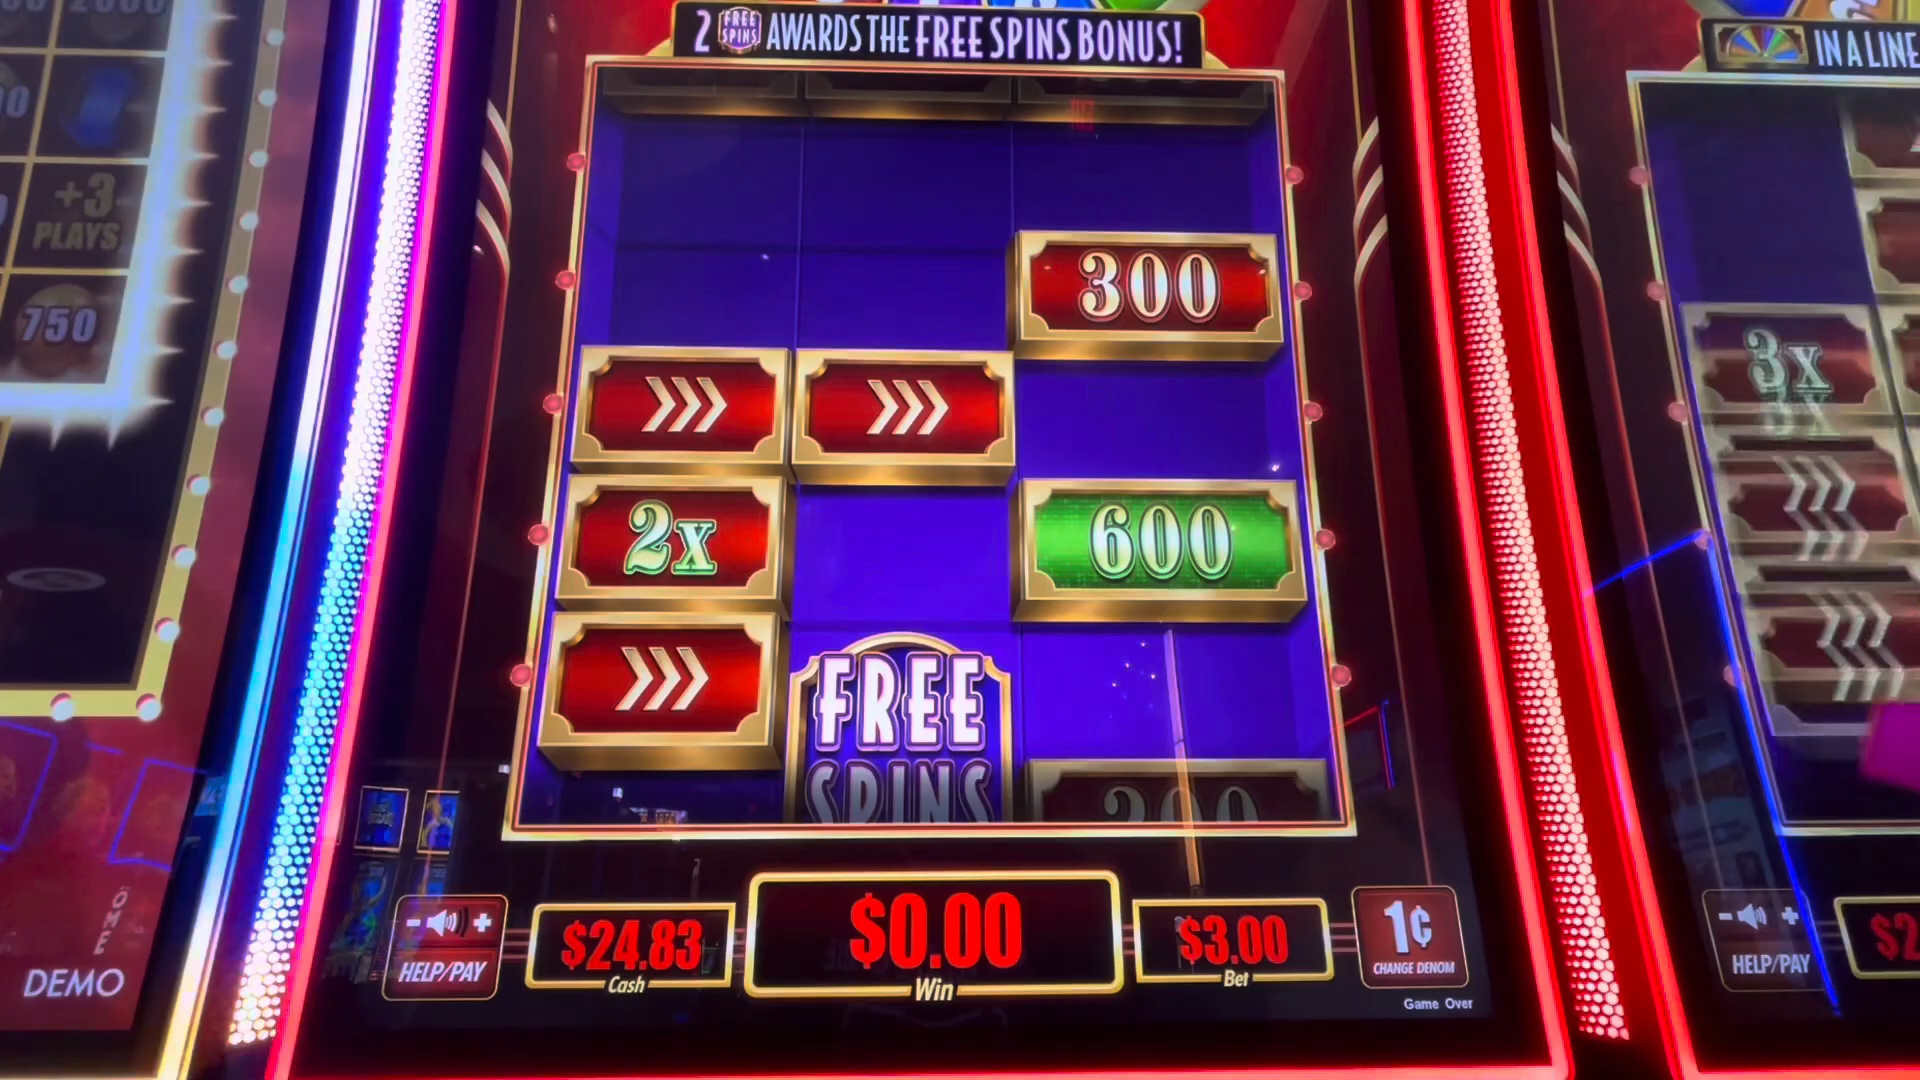 2 FREE SPINS AWARDS THE FREE SPINS BONUS!
IN A LINE
+3
PLAYS
750
300
2x
600
FREE
SPINS
200
3x
DEMO
- +
HELP/PAY
$24.83
Cash
$0.00
Win
$3.00
Bet
1¢
CHANGE DENOM
Game Over
- +
HELP/PAY